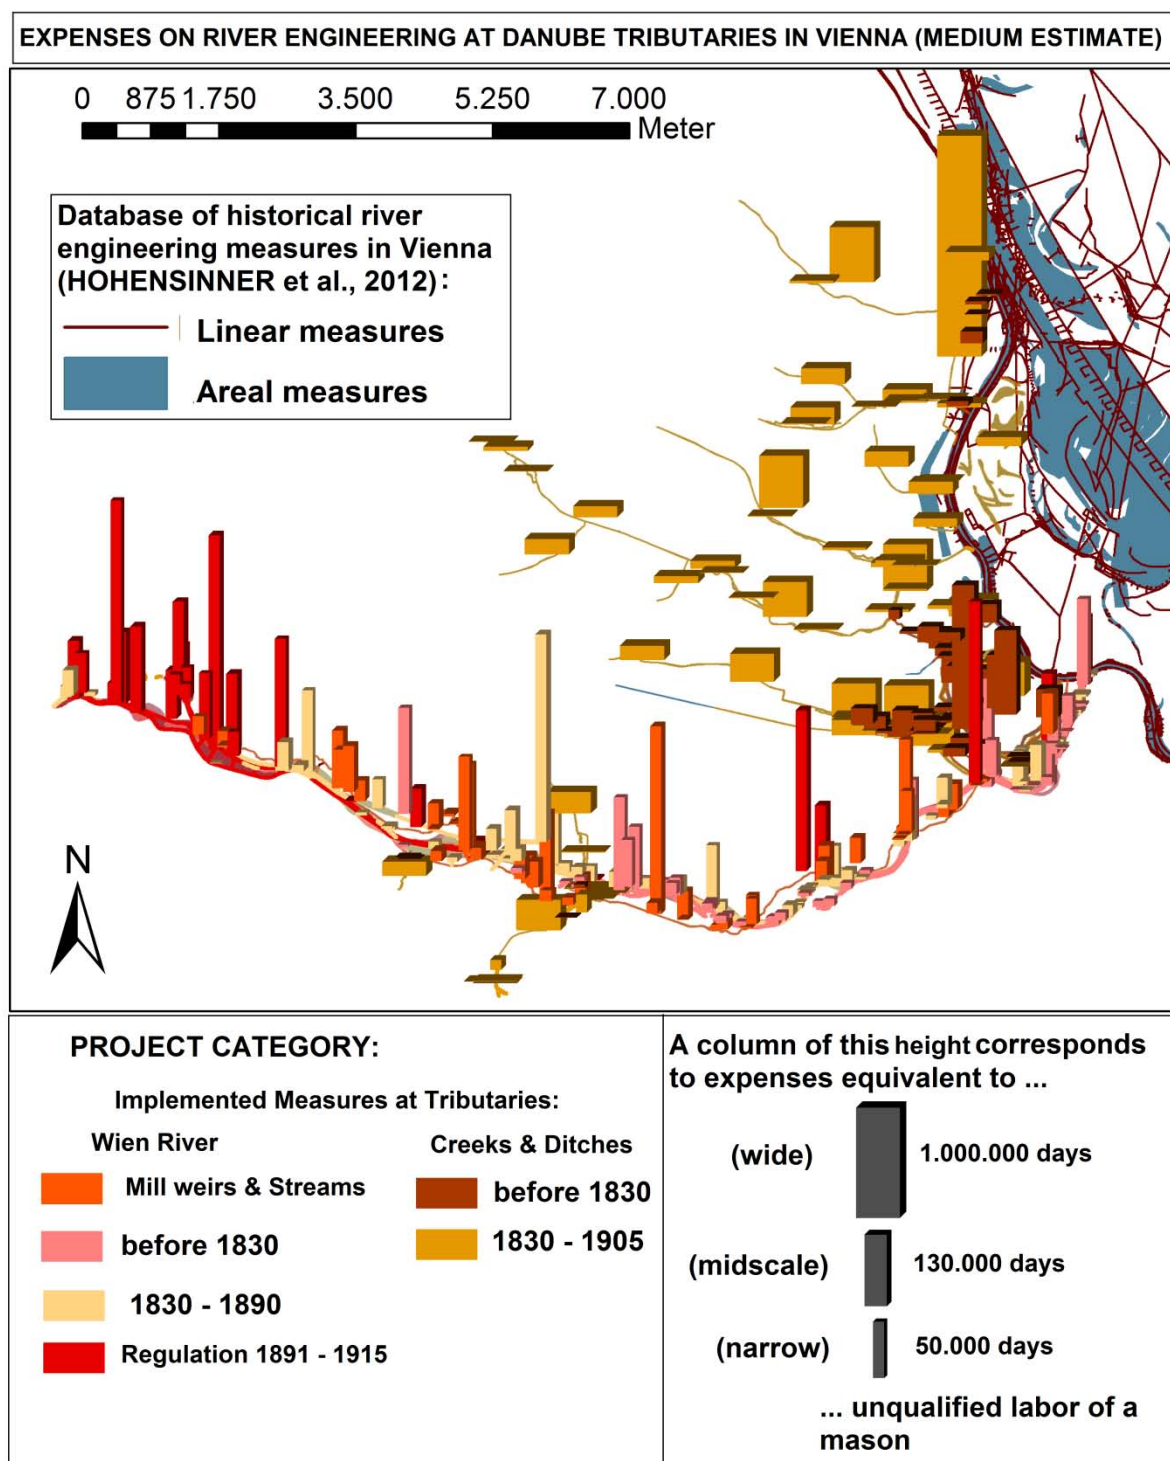 EXPENSES ON RIVER ENGINEERING AT DANUBE TRIBUTARIES IN VIENNA (MEDIUM ESTIMATE)
0 875 1.750 3.500 5.250 7.000
Meter
Database of historical river
engineering measures in Vienna
(HOHENSINNER et al., 2012):
Linear measures
Areal measures
N
PROJECT CATEGORY:
Implemented Measures at Tributaries:
Wien River
Mill weirs & Streams
before 1830
1830 - 1890
Regulation 1891 - 1915
Creeks & Ditches
before 1830
1830 - 1905
A column of this height corresponds
to expenses equivalent to ...
(wide) 1.000.000 days
(midscale) 130.000 days
(narrow) 50.000 days
... unqualified labor of a
mason